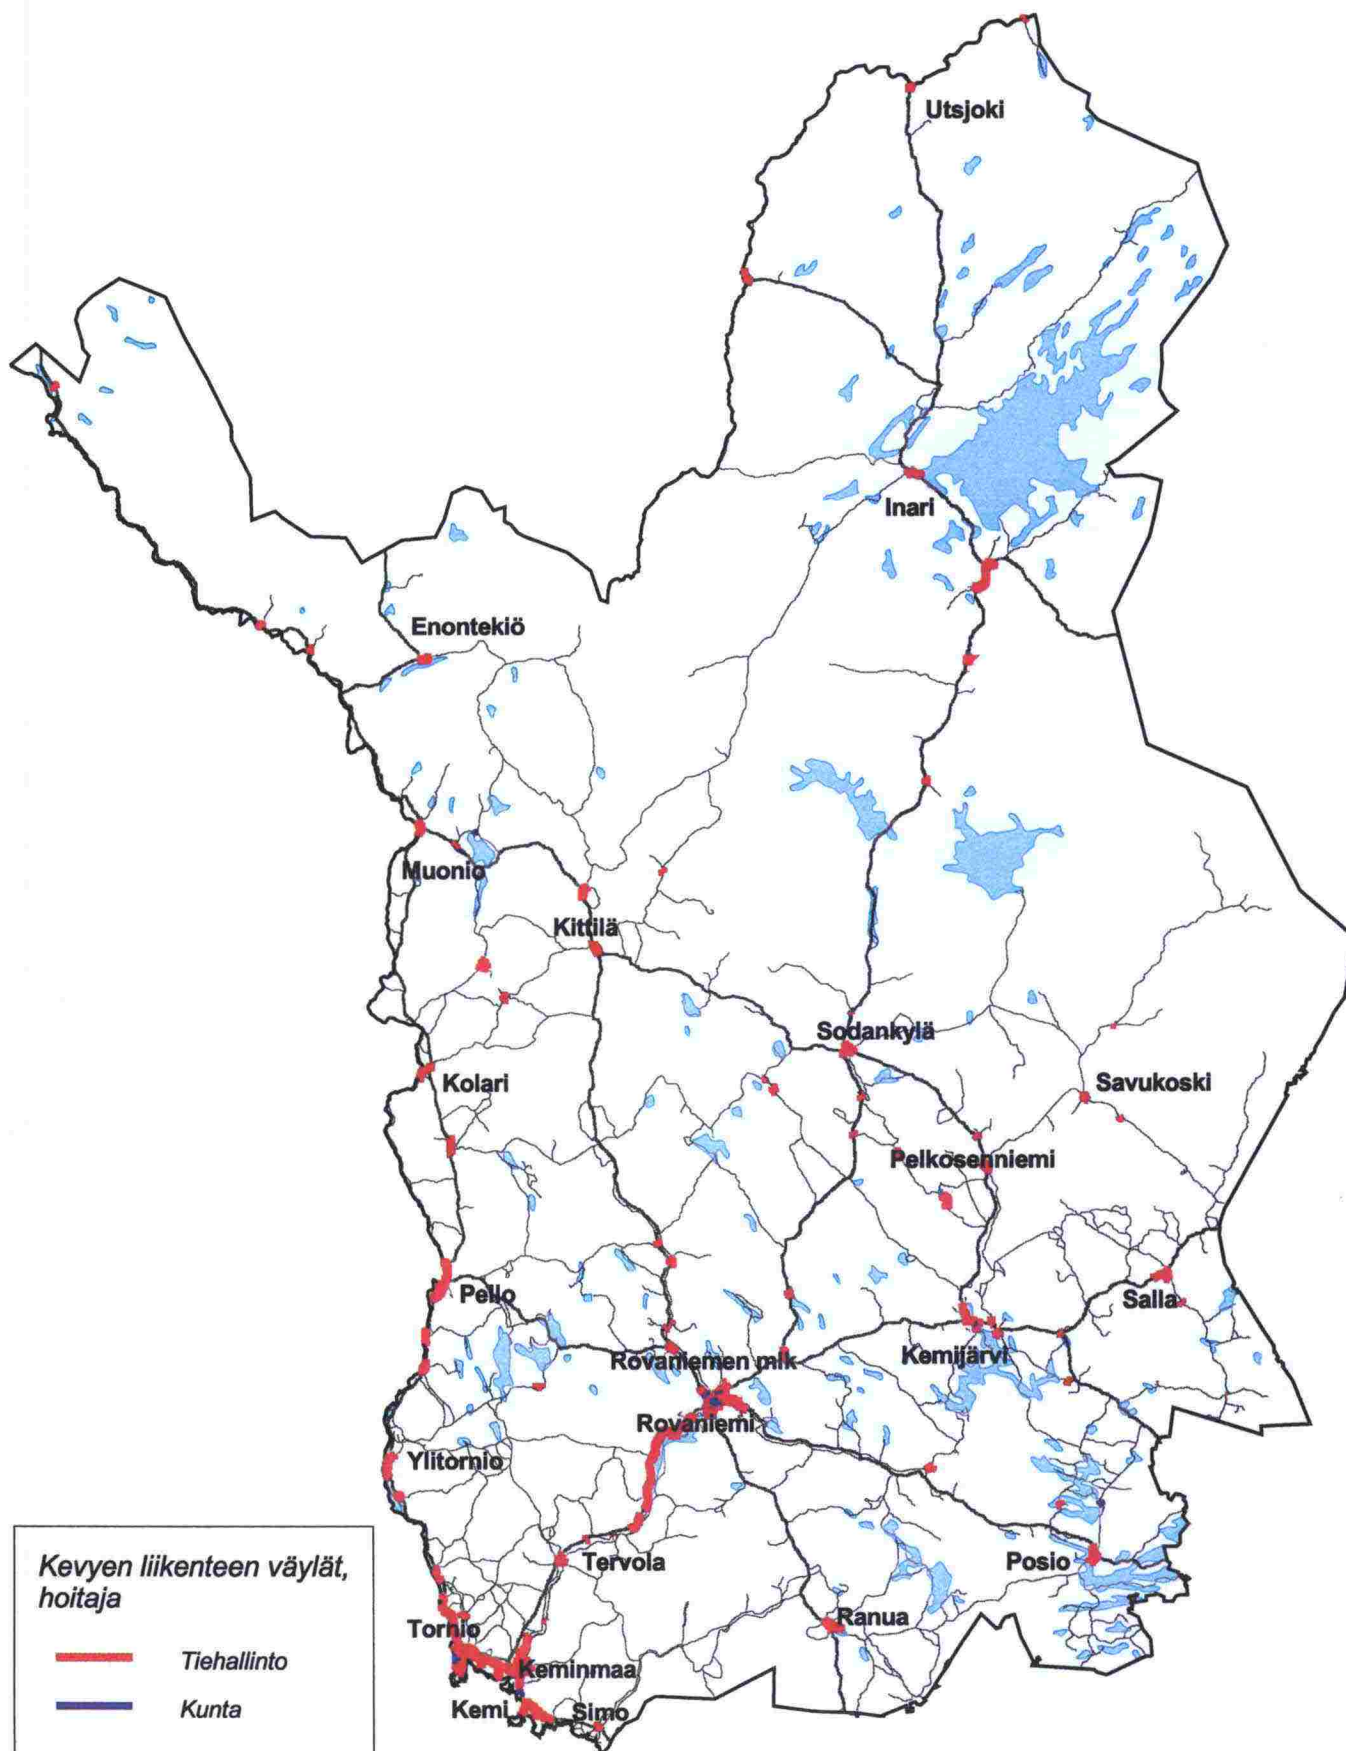 Utsjoki
Inari
Enontekiö
Muonio
Kittilä
Sodankylä
Kolari
Savukoski
Pelkosenniemi
Pello
Salla
Rovaniemen mlk
Kemijärvi
Rovaniemi
Ylitornio
Tervola
Posio
Ranua
Tornio
Keminmaa
Kemi
Simo
Kevyen liikenteen väylät,
hoitaja
Tiehallinto
Kunta